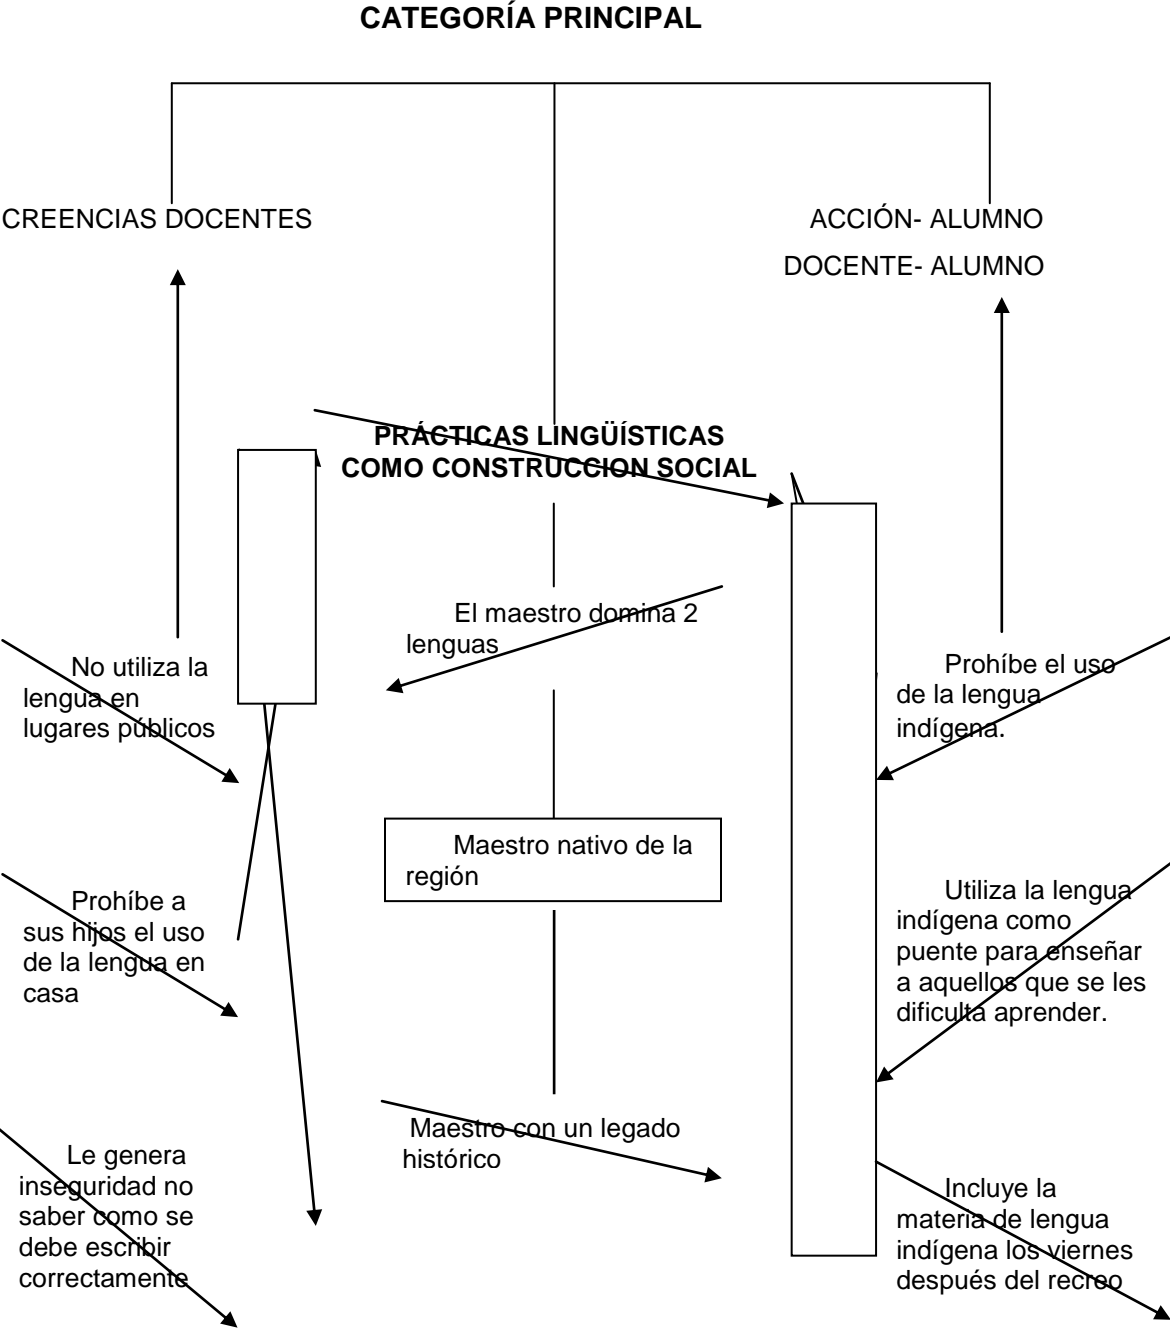 CATEGORÍA PRINCIPAL
CREENCIAS DOCENTES
ACCIÓN- ALUMNO
DOCENTE- ALUMNO
PRÁCTICAS LINGÜÍSTICAS
COMO CONSTRUCCION SOCIAL
El maestro domina 2
lenguas
No utiliza la
lengua en
lugares públicos
Prohíbe el uso
de la lengua
indígena.
Maestro nativo de la
región
Prohíbe a
sus hijos el uso
de la lengua en
casa
Utiliza la lengua
indígena como
puente para enseñar
a aquellos que se les
dificulta aprender.
Maestro con un legado
histórico
Le genera
inseguridad no
saber como se
debe escribir
correctamente
Incluye la
materia de lengua
indígena los viernes
después del recreo